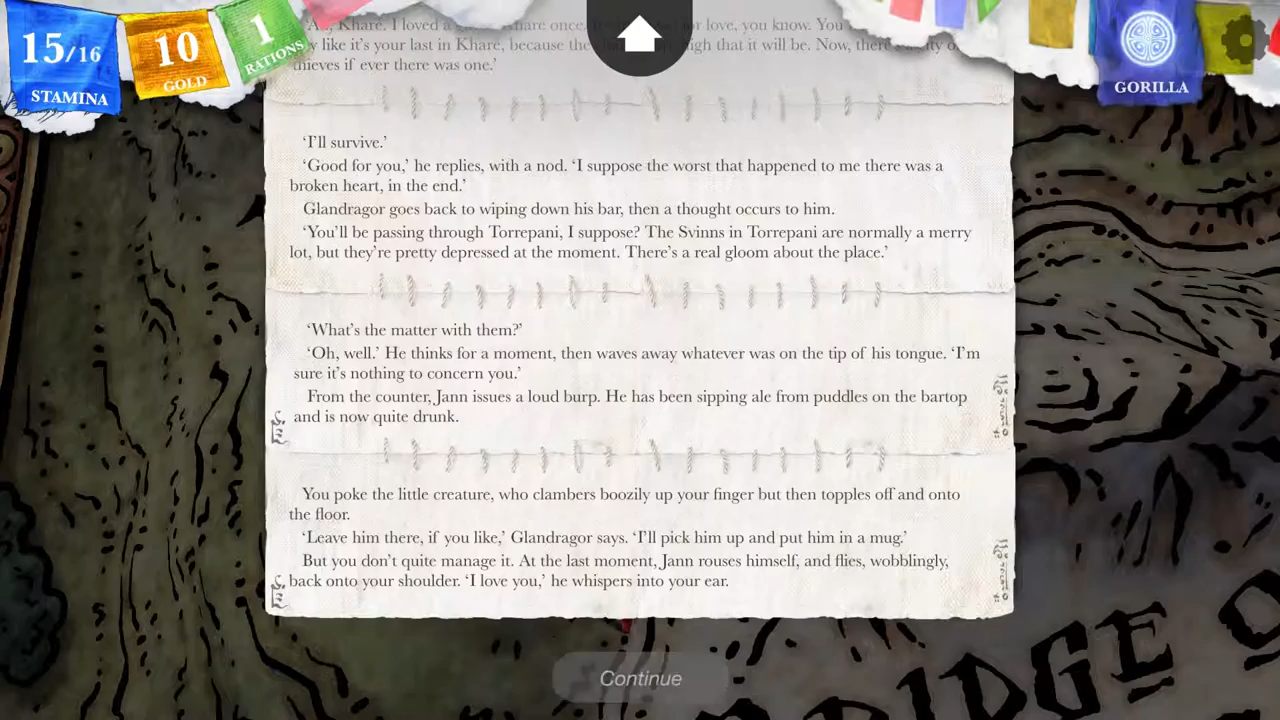 15/16
STAMINA
10
GOLD
1
RATIONS
GORILLA
Khare. I loved a Khare once. for love, you know. You
like it's your last in Khare, because they high that it will be. Now, there
thieves if ever there was one.'
'I'll survive.'
'Good for you,' he replies, with a nod. 'I suppose the worst that happened to me there was a
broken heart, in the end.'
Glandragor goes back to wiping down his bar, then a thought occurs to him.
'You'll be passing through Torrepani, I suppose? The Svinns in Torrepani are normally a merry
lot, but they're pretty depressed at the moment. There's a real gloom about the place.'
'What's the matter with them?'
'Oh, well.' He thinks for a moment, then waves away whatever was on the tip of his tongue. 'I'm
sure it's nothing to concern you.'
From the counter, Jann issues a loud burp. He has been sipping ale from puddles on the bartop
and is now quite drunk.
You poke the little creature, who clambers boozily up your finger but then topples off and onto
the floor.
'Leave him there, if you like,' Glandragor says. 'I'll pick him up and put him in a mug.'
But you don't quite manage it. At the last moment, Jann rouses himself, and flies, wobblingly,
back onto your shoulder. 'I love you,' he whispers into your ear.
Continue